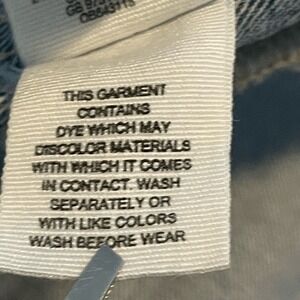 OB543115
THIS GARMENT
CONTAINS
DYE WHICH MAY
DISCOLOR MATERIALS
WITH WHICH IT COMES
IN CONTACT. WASH
SEPARATELY OR
WITH LIKE COLORS
WASH BEFORE WEAR